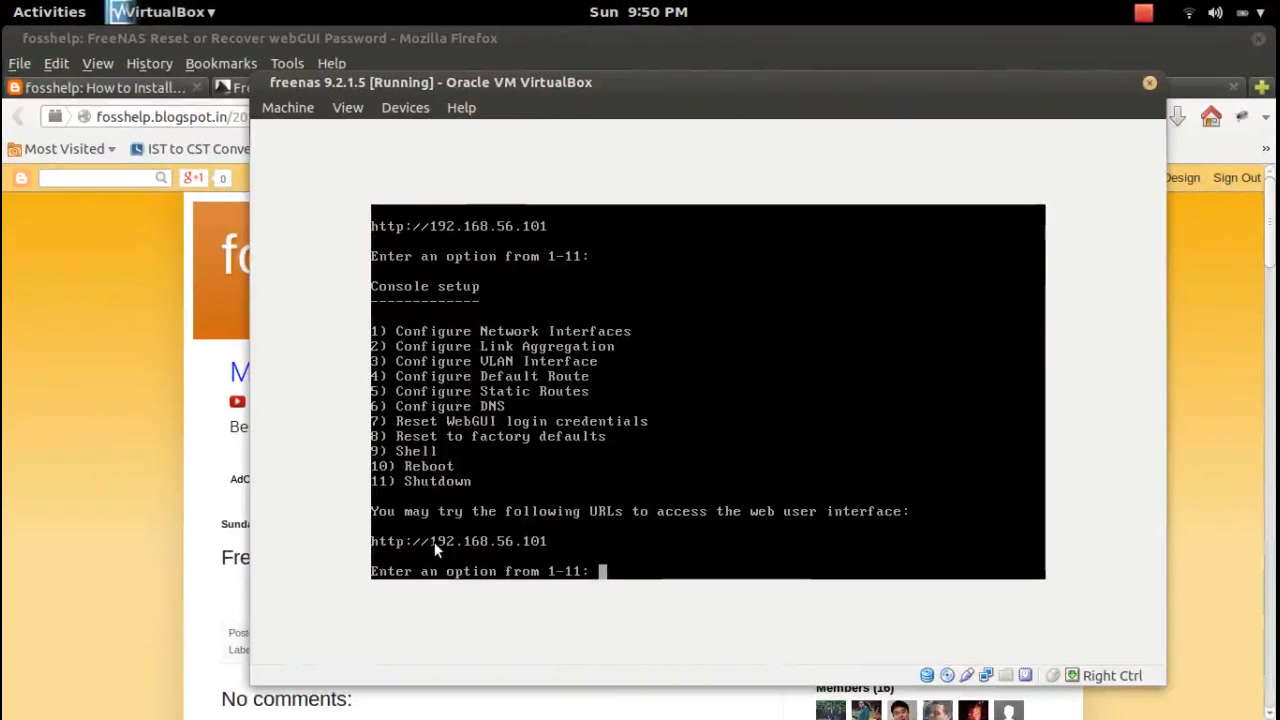 Activities VirtualBox ▾ Sun 9:50 PM
fosshelp: FreeNAS Reset or Recover webGUI Password - Mozilla Firefox
File Edit View History Bookmarks Tools Help
freenas 9.2.1.5 [Running] - Oracle VM VirtualBox
fosshelp: How to Install...
Machine View Devices Help
fosshelp.blogspot.in/20
Most Visited ▾ IST to CST Conve
g+1 0
Design Sign Out
http://192.168.56.101
Enter an option from 1-11:
Console setup
-------------
1) Configure Network Interfaces
2) Configure Link Aggregation
3) Configure VLAN Interface
4) Configure Default Route
5) Configure Static Routes
6) Configure DNS
7) Reset WebGUI login credentials
8) Reset to factory defaults
9) Shell
10) Reboot
11) Shutdown
You may try the following URLs to access the web user interface:
http://192.168.56.101
Enter an option from 1-11:
Right Ctrl
fo
M
Be
AdC
Sunda
Fre
Post
Labe
No comments:
Members (16)